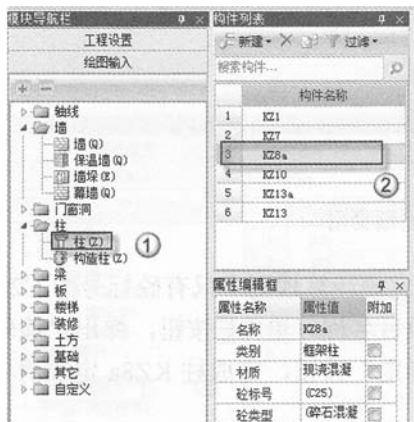 模块导航栏
工程设置
绘图输入
轴线
墙
墙(Q)
保温墙(Q)
墙垛(E)
幕墙(Q)
门窗洞
柱
柱(Z)
构造柱(Z)
梁
板
楼梯
装修
土方
基础
其它
自定义
①
构件列表
新建 过滤
搜索构件...
构件名称
1 KZ1
2 KZ7
3 KZ8a
4 KZ10
5 KZ13a
6 KZ13
②
属性编辑框
属性名称 属性值 附加
名称 KZ8a
类别 框架柱
材质 现浇混凝
砼标号 (C25)
砼类型 (碎石混凝